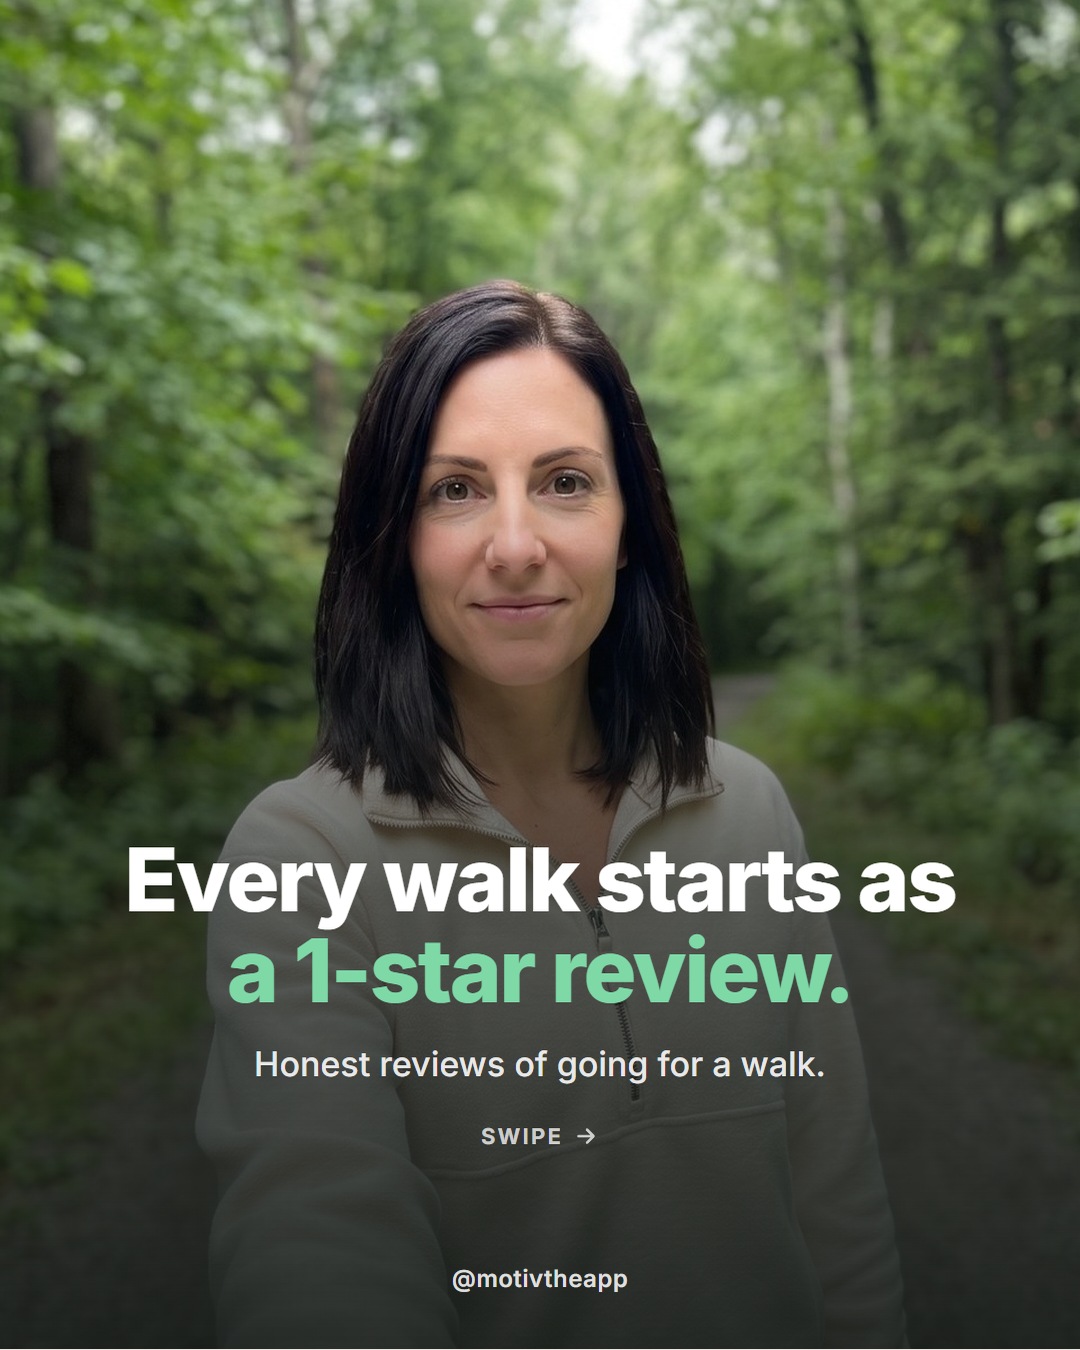 Every walk starts as
a 1-star review.
Honest reviews of going for a walk.
SWIPE →
@motivtheapp